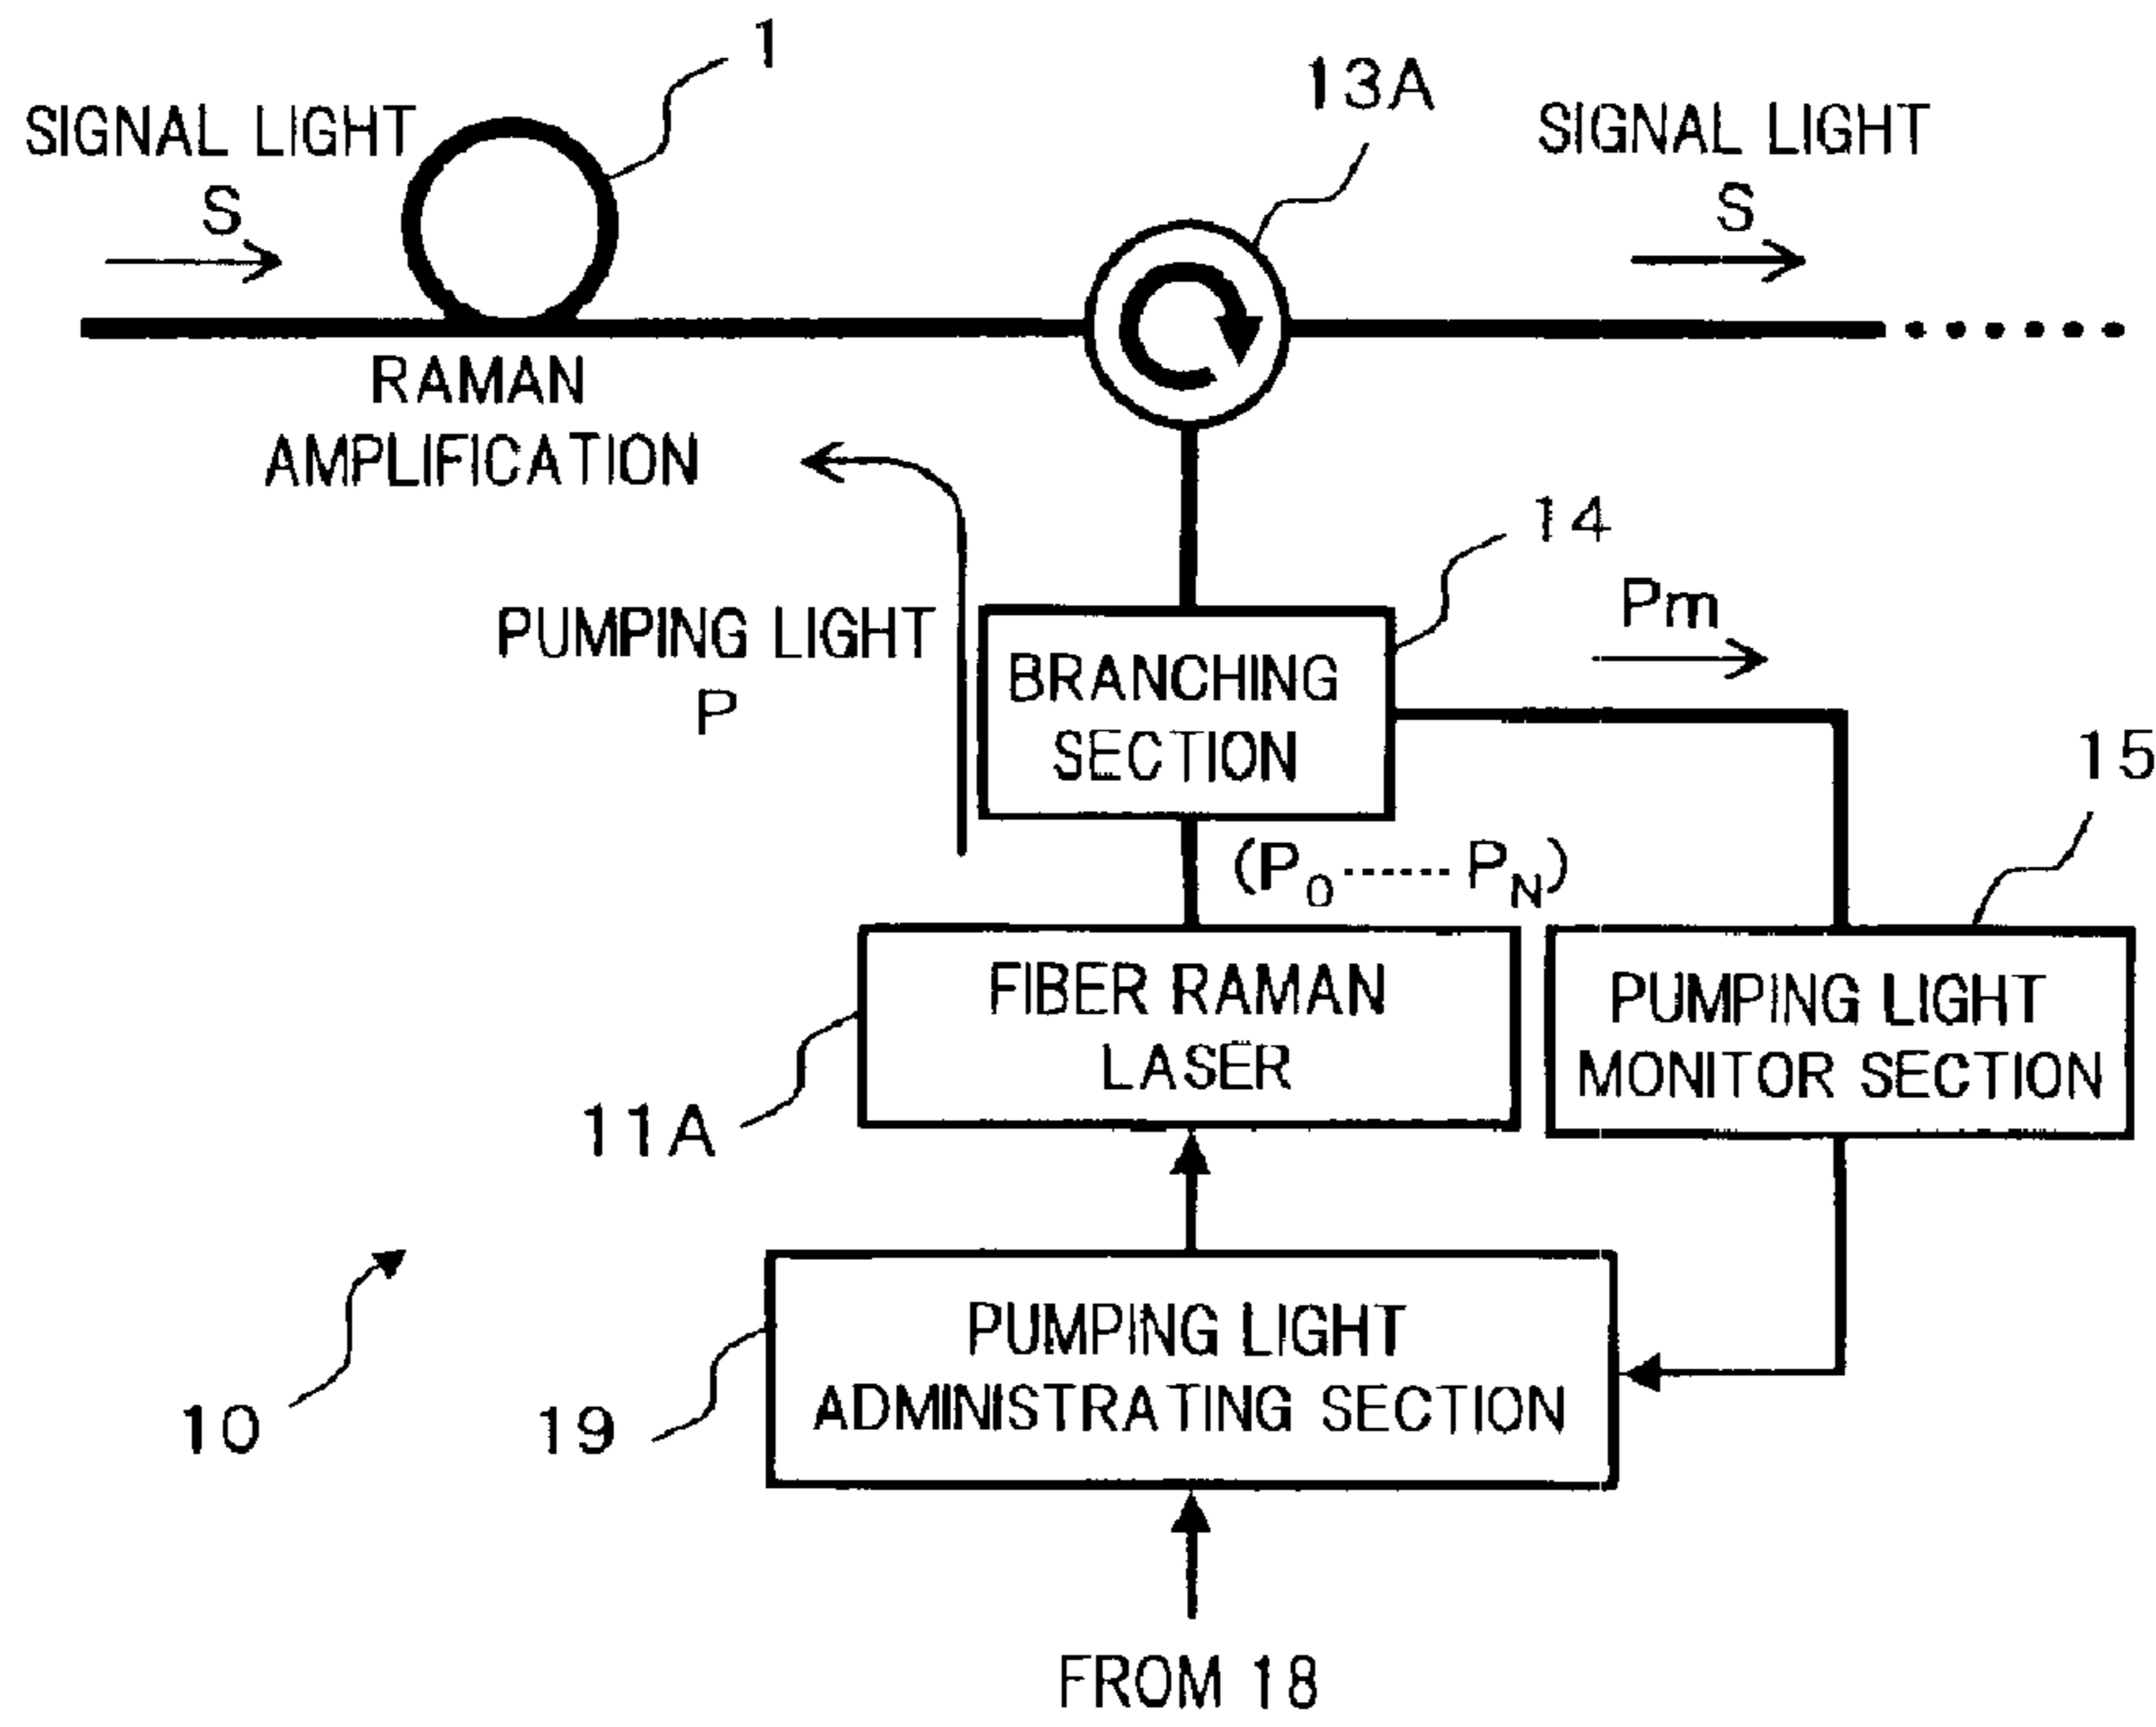 1
13A
SIGNAL LIGHT
S
SIGNAL LIGHT
S
RAMAN
AMPLIFICATION
14
Pm
PUMPING LIGHT
P
BRANCHING
SECTION
15
(P0······PN)
FIBER RAMAN
LASER
PUMPING LIGHT
MONITOR SECTION
11A
PUMPING LIGHT
ADMINISTRATING SECTION
10
19
FROM 18